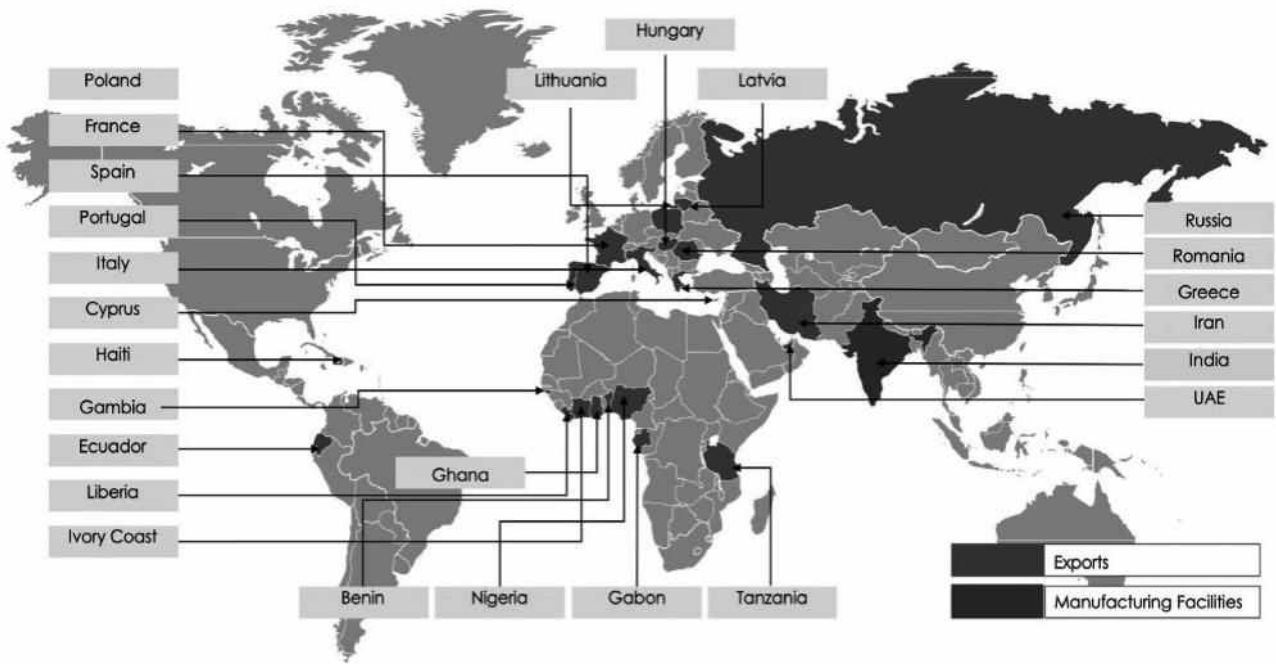 Hungary
Lithuania
Latvia
Poland
France
Spain
Portugal
Italy
Cyprus
Haiti
Gambia
Ecuador
Liberia
Ivory Coast
Ghana
Benin
Nigeria
Gabon
Tanzania
Russia
Romania
Greece
Iran
India
UAE
Exports
Manufacturing Facilities